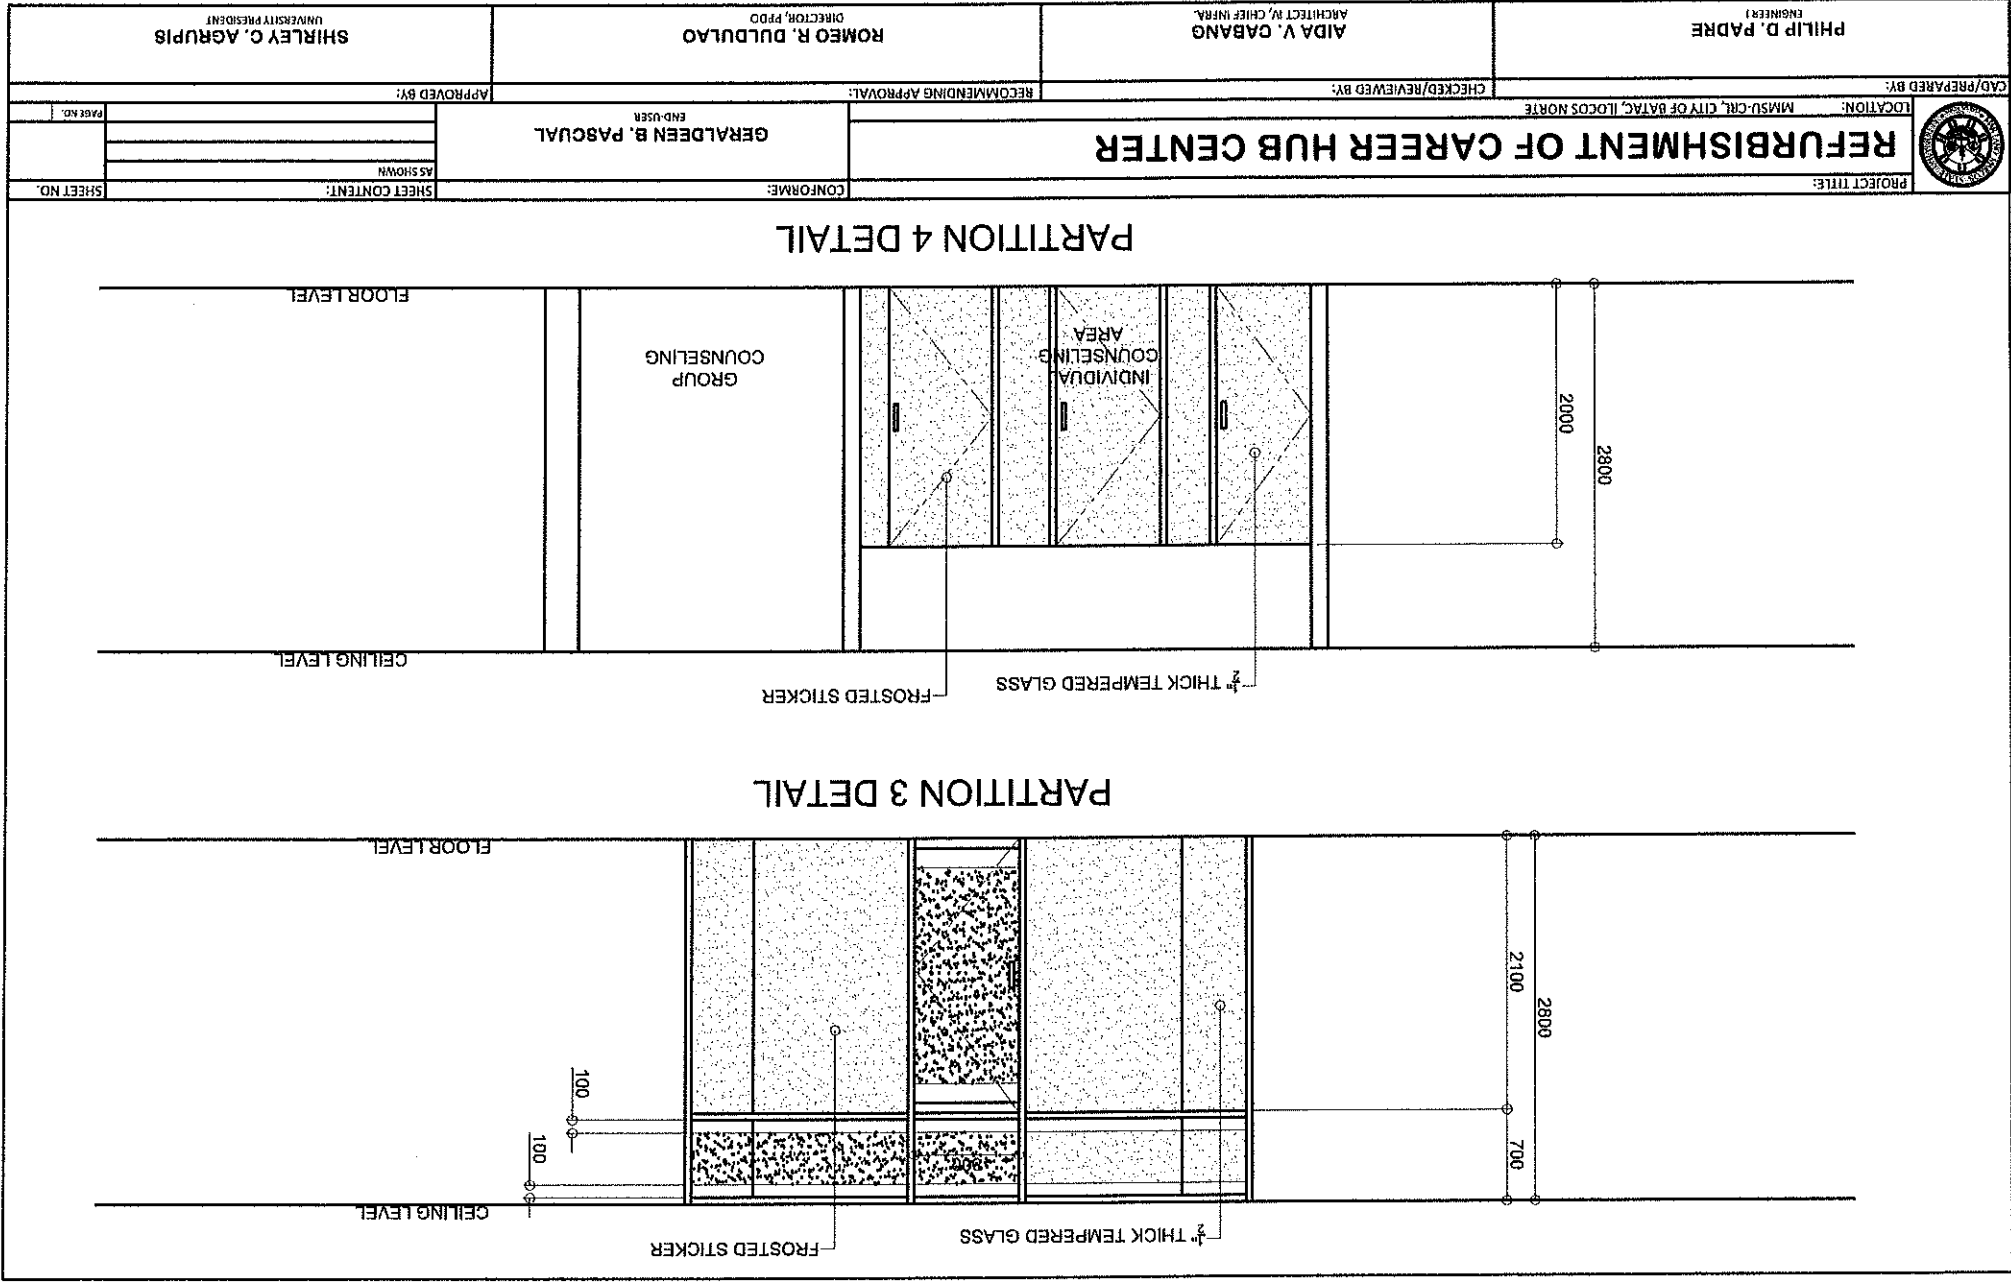 ½" THICK TEMPERED GLASS
FROSTED STICKER
CEILING LEVEL
700
2800
2100
100
100
FLOOR LEVEL
PARTITION 3 DETAIL
½" THICK TEMPERED GLASS
FROSTED STICKER
CEILING LEVEL
2800
2000
INDIVIDUAL
COUNSELING
AREA
GROUP
COUNSELING
FLOOR LEVEL
PARTITION 4 DETAIL
PROJECT TITLE:
REFURBISHMENT OF CAREER HUB CENTER
LOCATION: MMSU-CRL, CITY OF BATAC, ILOCOS NORTE
CONFORME:
GERALDEEN B. PASCUAL
END-USER
SHEET CONTENT:
AS SHOWN
SHEET NO.
PAGE NO.
CAD/PREPARED BY:
PHILIP D. PADRE
ENGINEER I
CHECKED/REVIEWED BY:
AIDA V. CABANG
ARCHITECT IV, CHIEF INFRA.
RECOMMENDING APPROVAL:
ROMEO R. DULDULAO
DIRECTOR, PPDO
APPROVED BY:
SHIRLEY C. AGRUPIS
UNIVERSITY PRESIDENT